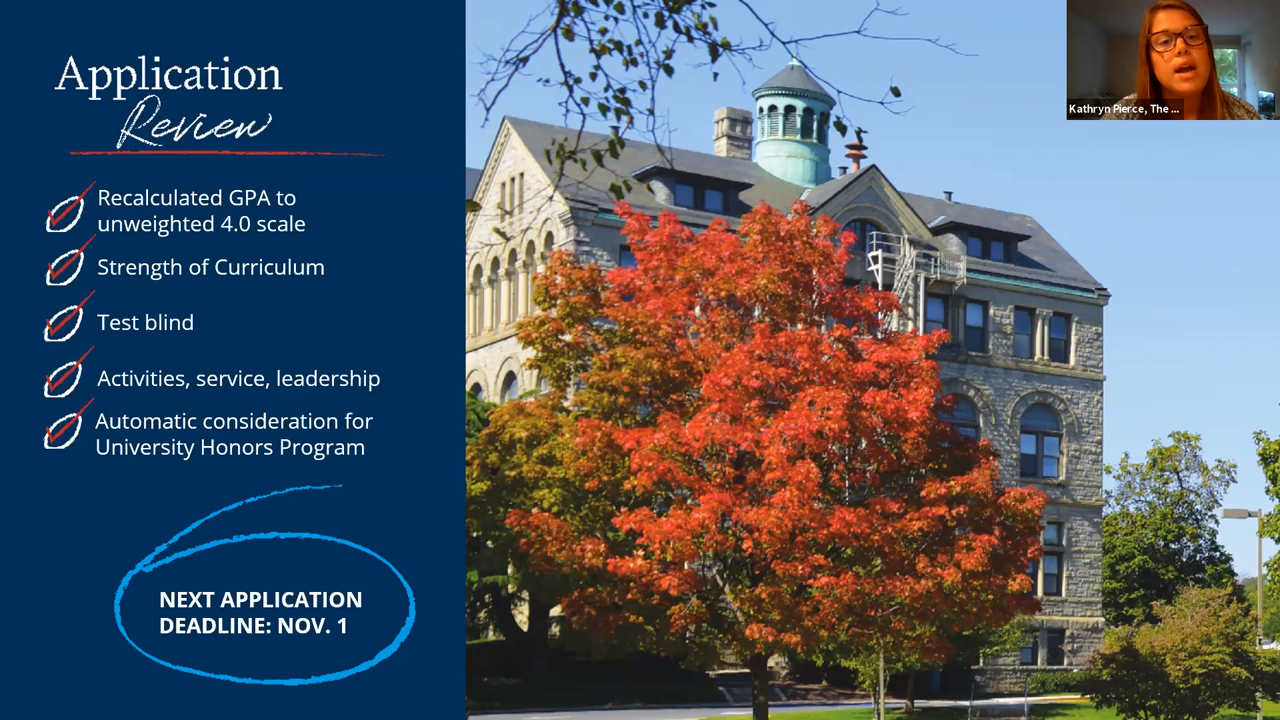 Application
Review
Recalculated GPA to
unweighted 4.0 scale
Strength of Curriculum
Test blind
Activities, service, leadership
Automatic consideration for
University Honors Program
NEXT APPLICATION
DEADLINE: NOV. 1
Kathryn Pierce, The ...